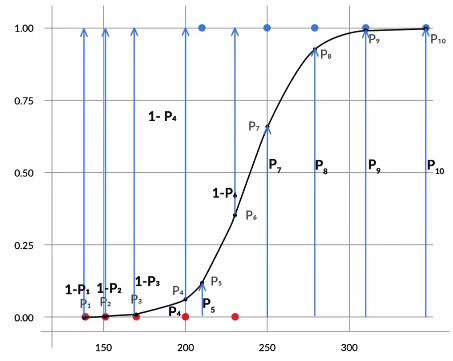 1.00
P₉
P₁₀
P₈
0.75
1- P₄
P₇
P₇
P₈
P₉
P₁₀
0.50
1-P₆
P₆
0.25
1-P₁
1-P₂
1-P₃
P₅
P₄
P₁
P₂
P₃
P₄
P₅
0.00
150
200
250
300